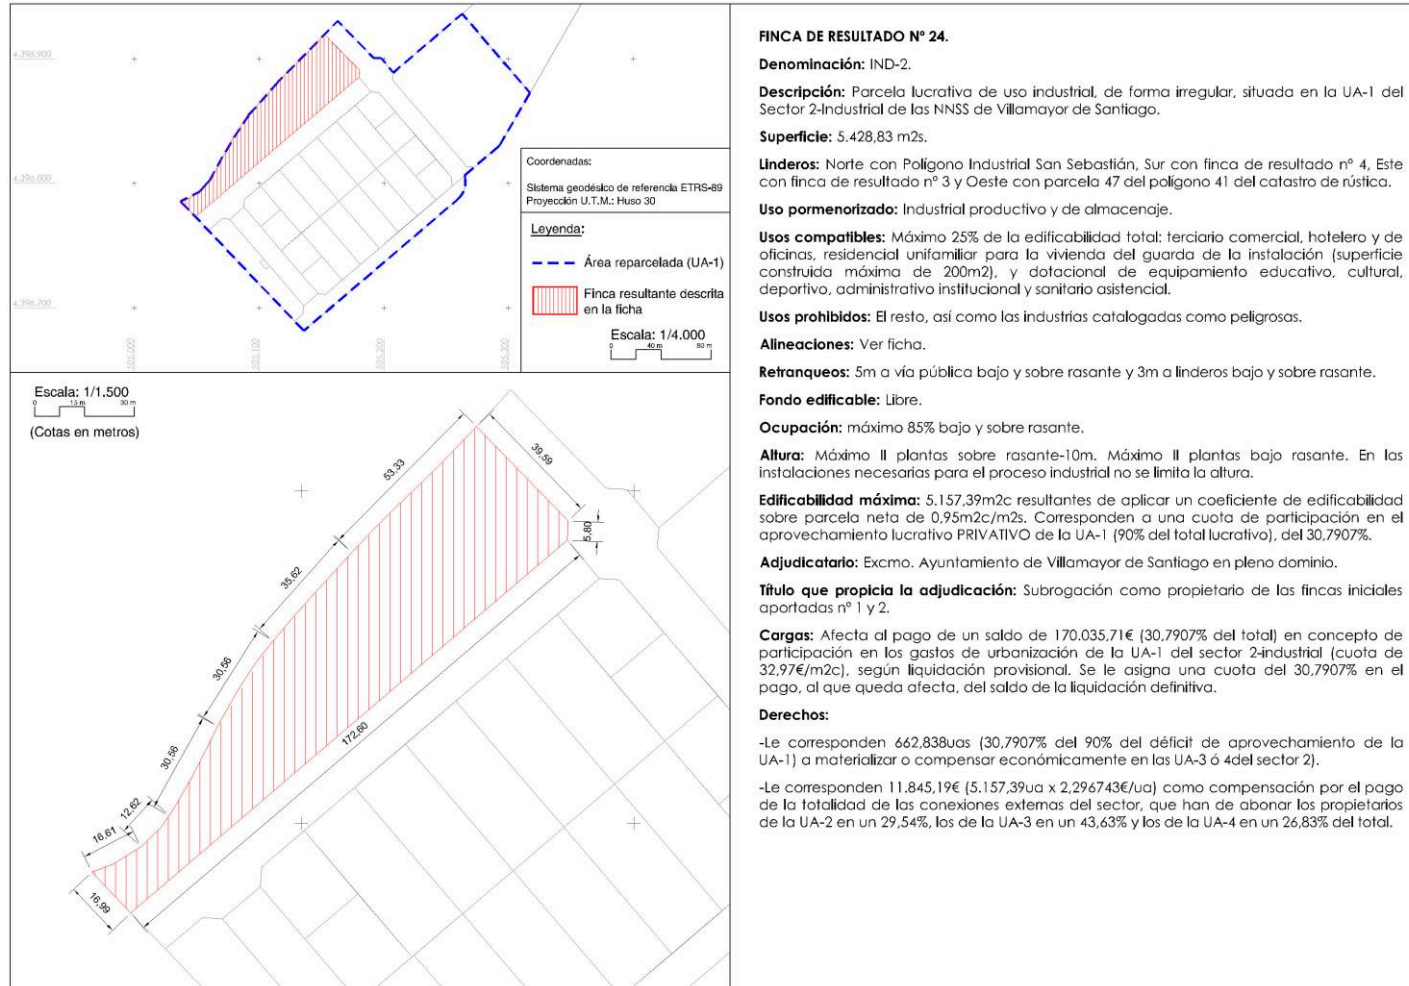 4.396.900
4.396.800
4.396.700
505.000
505.100
505.200
505.300
Coordenadas:
Sistema geodésico de referencia ETRS-89
Proyección U.T.M.: Huso 30
Leyenda:
Área reparcelada (UA-1)
Finca resultante descrita
en la ficha
Escala: 1/4.000
0 40 m 80 m
Escala: 1/1.500
0 15 m 30 m
(Cotas en metros)
53,33
39,59
5,80
35,62
30,56
30,56
12,62
16,61
16,99
172,60
FINCA DE RESULTADO Nº 24.
Denominación: IND-2.
Descripción: Parcela lucrativa de uso industrial, de forma irregular, situada en la UA-1 del
Sector 2-Industrial de las NNSS de Villamayor de Santiago.
Superficie: 5.428,83 m2s.
Linderos: Norte con Polígono Industrial San Sebastián, Sur con finca de resultado nº 4, Este
con finca de resultado nº 3 y Oeste con parcela 47 del polígono 41 del catastro de rústica.
Uso pormenorizado: Industrial productivo y de almacenaje.
Usos compatibles: Máximo 25% de la edificabilidad total: terciario comercial, hotelero y de
oficinas, residencial unifamiliar para la vivienda del guarda de la instalación (superficie
construida máxima de 200m2), y dotacional de equipamiento educativo, cultural,
deportivo, administrativo institucional y sanitario asistencial.
Usos prohibidos: El resto, así como las industrias catalogadas como peligrosas.
Alineaciones: Ver ficha.
Retranqueos: 5m a vía pública bajo y sobre rasante y 3m a linderos bajo y sobre rasante.
Fondo edificable: Libre.
Ocupación: máximo 85% bajo y sobre rasante.
Altura: Máximo II plantas sobre rasante-10m. Máximo II plantas bajo rasante. En las
instalaciones necesarias para el proceso industrial no se limita la altura.
Edificabilidad máxima: 5.157,39m2c resultantes de aplicar un coeficiente de edificabilidad
sobre parcela neta de 0,95m2c/m2s. Corresponden a una cuota de participación en el
aprovechamiento lucrativo PRIVATIVO de la UA-1 (90% del total lucrativo), del 30,7907%.
Adjudicatario: Excmo. Ayuntamiento de Villamayor de Santiago en pleno dominio.
Título que propicia la adjudicación: Subrogación como propietario de las fincas iniciales
aportadas nº 1 y 2.
Cargas: Afecta al pago de un saldo de 170.035,71€ (30,7907% del total) en concepto de
participación en los gastos de urbanización de la UA-1 del sector 2-industrial (cuota de
32,97€/m2c), según liquidación provisional. Se le asigna una cuota del 30,7907% en el
pago, al que queda afecta, del saldo de la liquidación definitiva.
Derechos:
-Le corresponden 662,838uas (30,7907% del 90% del déficit de aprovechamiento de la
UA-1) a materializar o compensar económicamente en las UA-3 ó 4del sector 2).
-Le corresponden 11.845,19€ (5.157,39ua x 2,296743€/ua) como compensación por el pago
de la totalidad de las conexiones externas del sector, que han de abonar los propietarios
de la UA-2 en un 29,54%, los de la UA-3 en un 43,63% y los de la UA-4 en un 26,83% del total.